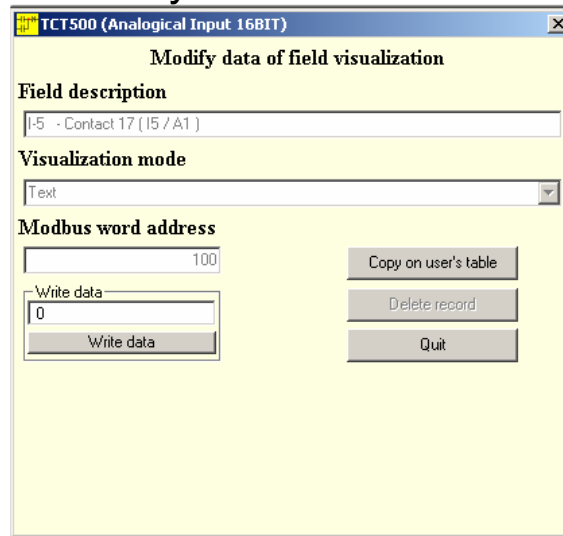 TCT500 (Analogical Input 16BIT)
Modify data of field visualization
Field description
I-5 - Contact 17 ( I5 / A1 )
Visualization mode
Text
Modbus word address
100
Copy on user's table
Write data
0
Delete record
Write data
Quit